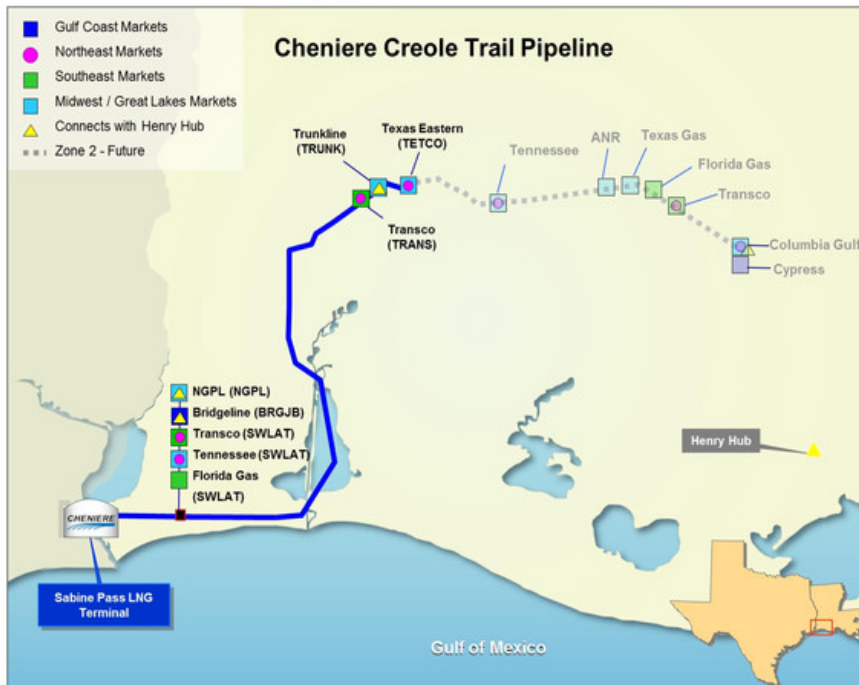 Cheniere Creole Trail Pipeline
Gulf Coast Markets
Northeast Markets
Southeast Markets
Midwest / Great Lakes Markets
Connects with Henry Hub
Zone 2 - Future
Trunkline
(TRUNK)
Texas Eastern
(TETCO)
Transco
(TRANS)
Tennessee
ANR
Texas Gas
Florida Gas
Transco
Columbia Gulf
Cypress
NGPL (NGPL)
Bridgeline (BRGJB)
Transco (SWLAT)
Tennessee (SWLAT)
Florida Gas
(SWLAT)
Henry Hub
CHENIERE
Sabine Pass LNG
Terminal
Gulf of Mexico